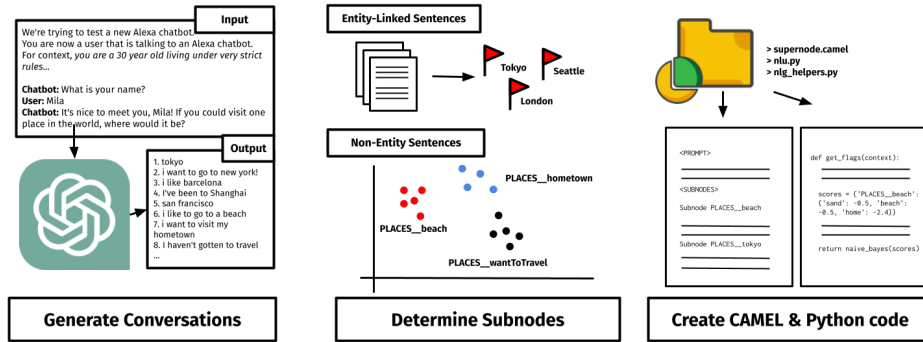 Input
We're trying to test a new Alexa chatbot.
You are now a user that is talking to an Alexa chatbot.
For context, you are a 30 year old living under very strict
rules...
Chatbot: What is your name?
User: Mila
Chatbot: It's nice to meet you, Mila! If you could visit one
place in the world, where would it be?
Output
1. tokyo
2. i want to go to new york!
3. i like barcelona
4. I've been to Shanghai
5. san francisco
6. i like to go to a beach
7. i want to visit my
hometown
8. I haven't gotten to travel
...
Generate Conversations
Entity-Linked Sentences
Tokyo
Seattle
London
Non-Entity Sentences
PLACES__hometown
PLACES__beach
PLACES__wantToTravel
Determine Subnodes
> supernode.camel
> nlu.py
> nlg_helpers.py
<PROMPT>
<SUBNODES>
Subnode PLACES__beach
Subnode PLACES__tokyo
def get_flags(context):
scores = {'PLACES__beach':
{'sand': -0.5, 'beach':
-0.5, 'home': -2.4}}
return naive_bayes(scores)
Create CAMEL & Python code